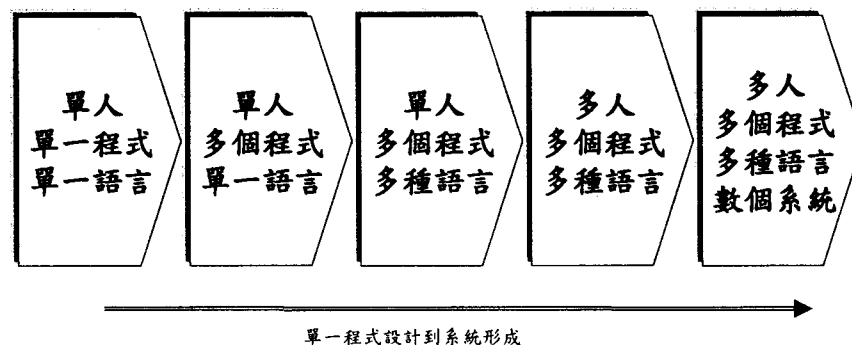 單人
單一程式
單一語言
單人
多個程式
單一語言
單人
多個程式
多種語言
多人
多個程式
多種語言
多人
多個程式
多種語言
數個系統
單一程式設計到系統形成